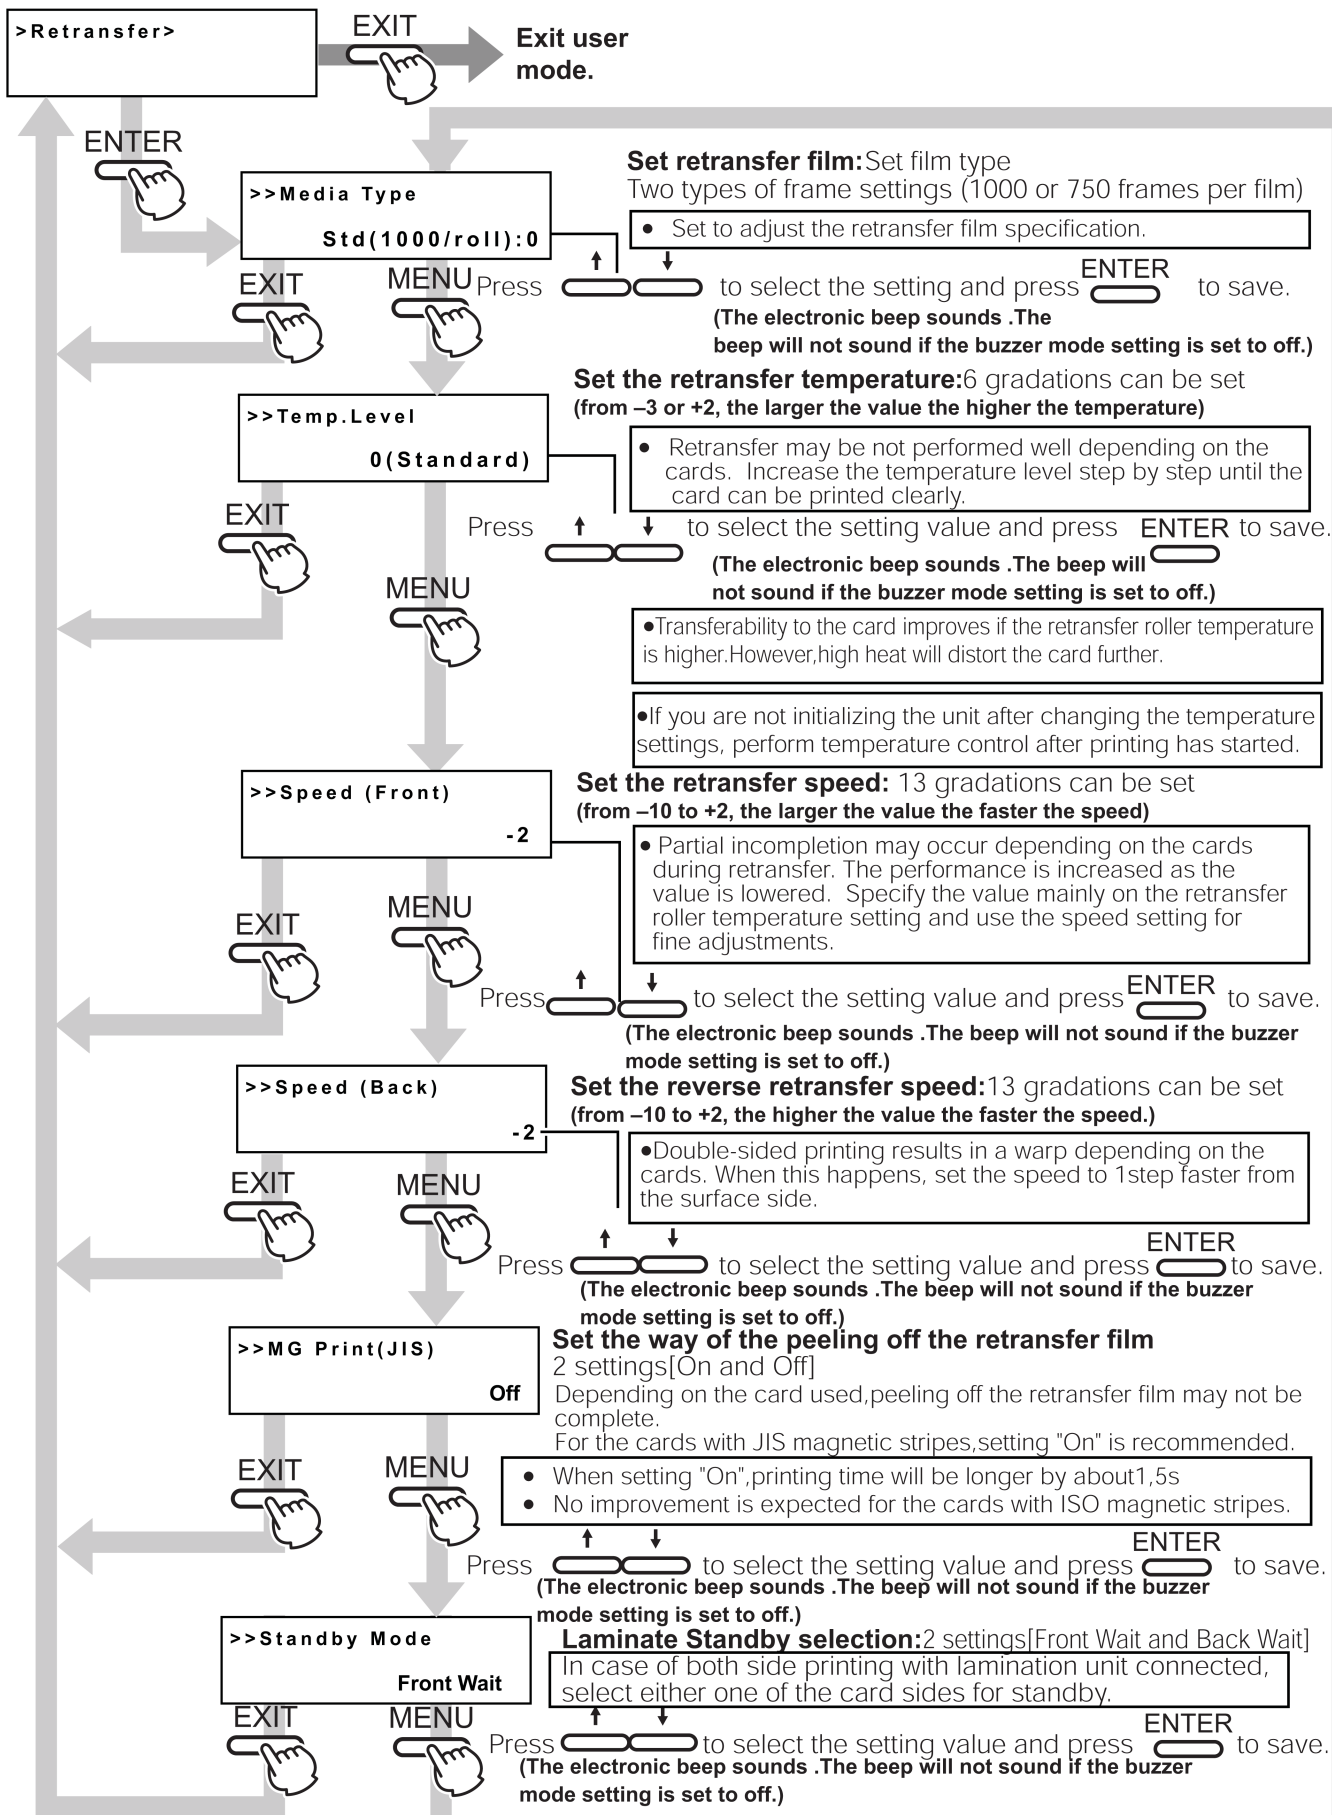 >Retransfer>
EXIT
Exit user
mode.
ENTER
Set retransfer film:Set film type
Two types of frame settings (1000 or 750 frames per film)
>>Media Type
Std(1000/roll):0
● Set to adjust the retransfer film specification.
EXIT
MENU
Press to select the setting and press ENTER to save.
(The electronic beep sounds .The
beep will not sound if the buzzer mode setting is set to off.)
Set the retransfer temperature:6 gradations can be set
(from –3 or +2, the larger the value the higher the temperature)
>>Temp.Level
0(Standard)
● Retransfer may be not performed well depending on the
cards. Increase the temperature level step by step until the
card can be printed clearly.
EXIT
Press to select the setting value and press ENTER to save.
(The electronic beep sounds .The beep will
not sound if the buzzer mode setting is set to off.)
MENU
●Transferability to the card improves if the retransfer roller temperature
is higher.However,high heat will distort the card further.
●If you are not initializing the unit after changing the temperature
settings, perform temperature control after printing has started.
>>Speed (Front)
-2
Set the retransfer speed: 13 gradations can be set
(from –10 to +2, the larger the value the faster the speed)
● Partial incompletion may occur depending on the cards
during retransfer. The performance is increased as the
value is lowered. Specify the value mainly on the retransfer
roller temperature setting and use the speed setting for
fine adjustments.
EXIT
MENU
Press to select the setting value and press ENTER to save.
(The electronic beep sounds .The beep will not sound if the buzzer
mode setting is set to off.)
>>Speed (Back)
-2
Set the reverse retransfer speed:13 gradations can be set
(from –10 to +2, the higher the value the faster the speed.)
●Double-sided printing results in a warp depending on the
cards. When this happens, set the speed to 1step faster from
the surface side.
EXIT
MENU
Press to select the setting value and press ENTER to save.
(The electronic beep sounds .The beep will not sound if the buzzer
mode setting is set to off.)
>>MG Print(JIS)
Off
Set the way of the peeling off the retransfer film
2 settings[On and Off]
Depending on the card used,peeling off the retransfer film may not be
complete.
For the cards with JIS magnetic stripes,setting "On" is recommended.
● When setting "On",printing time will be longer by about1,5s
● No improvement is expected for the cards with ISO magnetic stripes.
EXIT
MENU
Press to select the setting value and press ENTER to save.
(The electronic beep sounds .The beep will not sound if the buzzer
mode setting is set to off.)
>>Standby Mode
Front Wait
Laminate Standby selection:2 settings[Front Wait and Back Wait]
In case of both side printing with lamination unit connected,
select either one of the card sides for standby.
EXIT
MENU
Press to select the setting value and press ENTER to save.
(The electronic beep sounds .The beep will not sound if the buzzer
mode setting is set to off.)